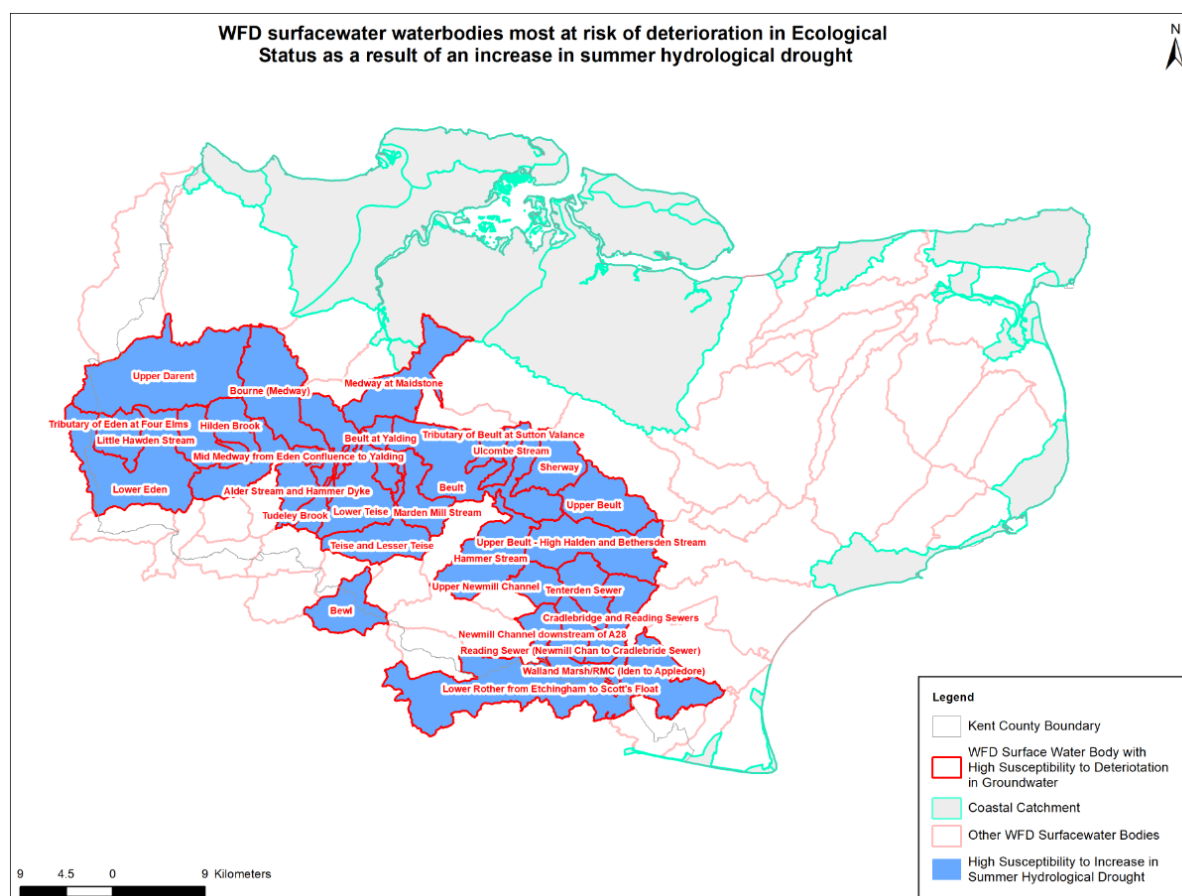 WFD surfacewater waterbodies most at risk of deterioration in Ecological
Status as a result of an increase in summer hydrological drought
N
Upper Darent
Bourne (Medway)
Medway at Maidstone
Tributary of Eden at Four Elms
Hilden Brook
Little Hawden Stream
Beult at Yalding
Tributary of Beult at Sutton Valance
Ulcombe Stream
Mid Medway from Eden Confluence to Yalding
Sherway
Lower Eden
Alder Stream and Hammer Dyke
Beult
Upper Beult
Tudeley Brook
Lower Teise
Marden Mill Stream
Teise and Lesser Teise
Upper Beult - High Halden and Bethersden Stream
Hammer Stream
Upper Newmill Channel
Tenterden Sewer
Bewl
Cradlebridge and Reading Sewers
Newmill Channel downstream of A28
Reading Sewer (Newmill Chan to Cradlebride Sewer)
Walland Marsh/RMC (Iden to Appledore)
Lower Rother from Etchingham to Scott's Float
Legend
Kent County Boundary
WFD Surface Water Body with
High Susceptibility to Deteriotation
in Groundwater
Coastal Catchment
Other WFD Surfacewater Bodies
High Susceptibility to Increase in
Summer Hydrological Drought
9 4.5 0 9 Kilometers